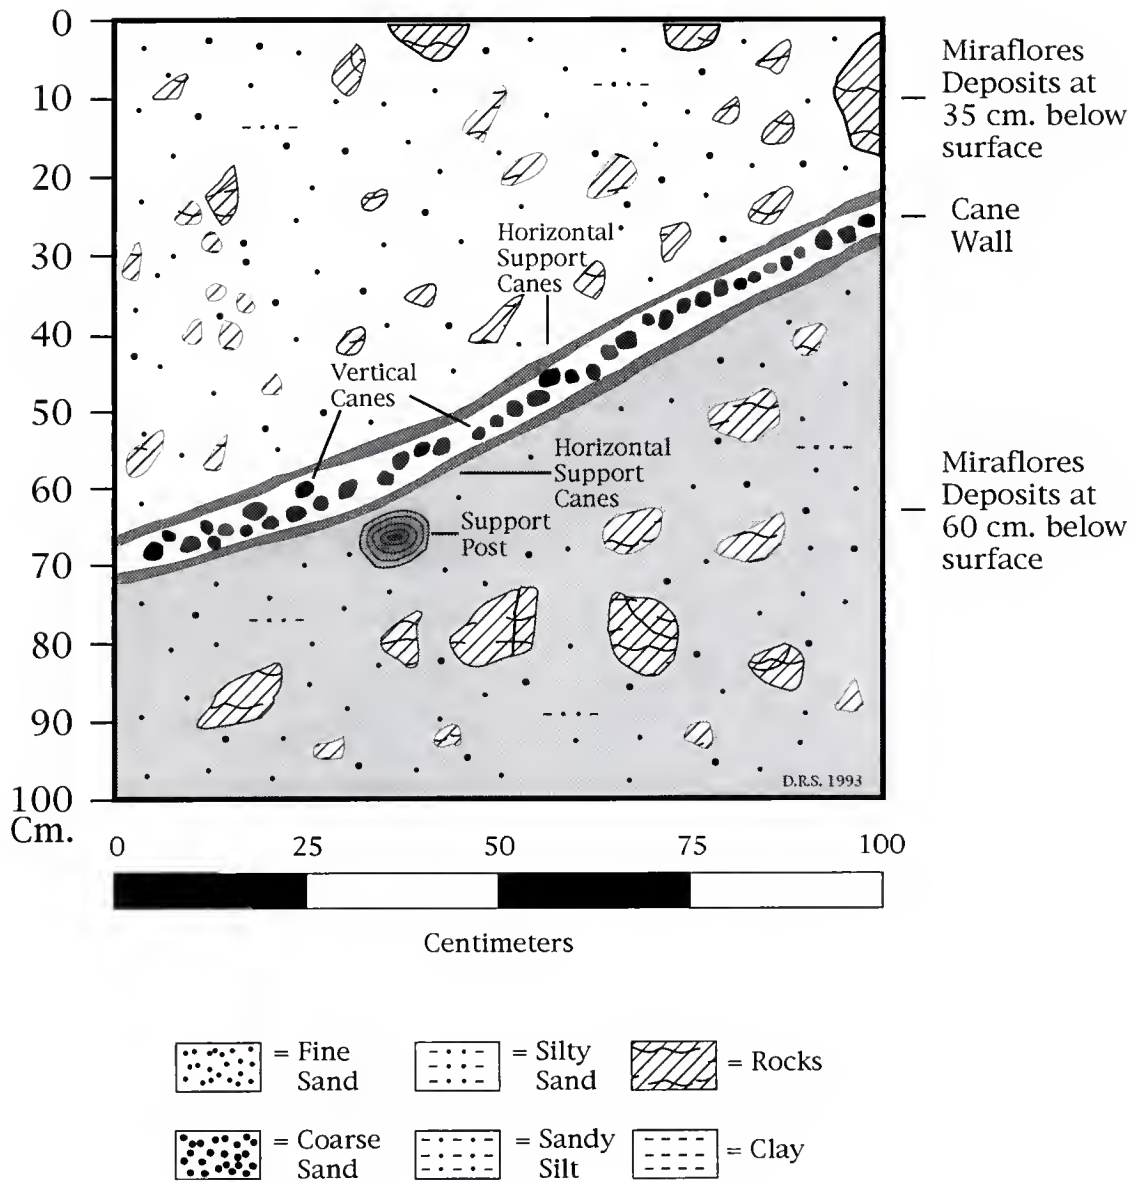 0
10
20
30
40
50
60
70
80
90
100
Cm.
Miraflores
Deposits at
35 cm. below
surface
Cane
Wall
Horizontal
Support
Canes
Vertical
Canes
Horizontal
Support
Canes
Support
Post
Miraflores
Deposits at
60 cm. below
surface
D.R.S. 1993
0 25 50 75 100
Centimeters
= Fine
Sand
= Silty
Sand
= Rocks
= Coarse
Sand
= Sandy
Silt
= Clay